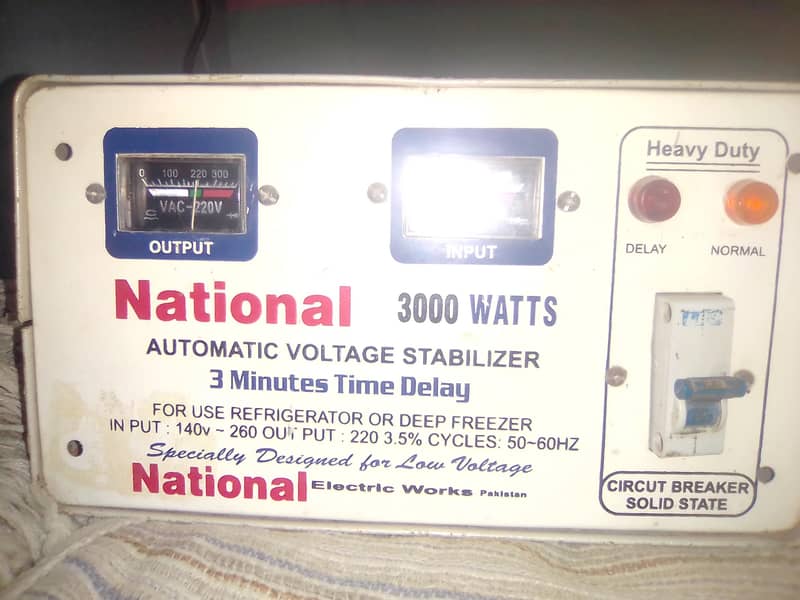 0 100 220 300
VAC-220V
OUTPUT
INPUT
Heavy Duty
DELAY NORMAL
National 3000 WATTS
AUTOMATIC VOLTAGE STABILIZER
3 Minutes Time Delay
FOR USE REFRIGERATOR OR DEEP FREEZER
IN PUT : 140v ~ 260 OUT PUT : 220 3.5% CYCLES: 50~60HZ
Specially Designed for Low Voltage
National Electric Works Pakistan
CIRCUT BREAKER
SOLID STATE